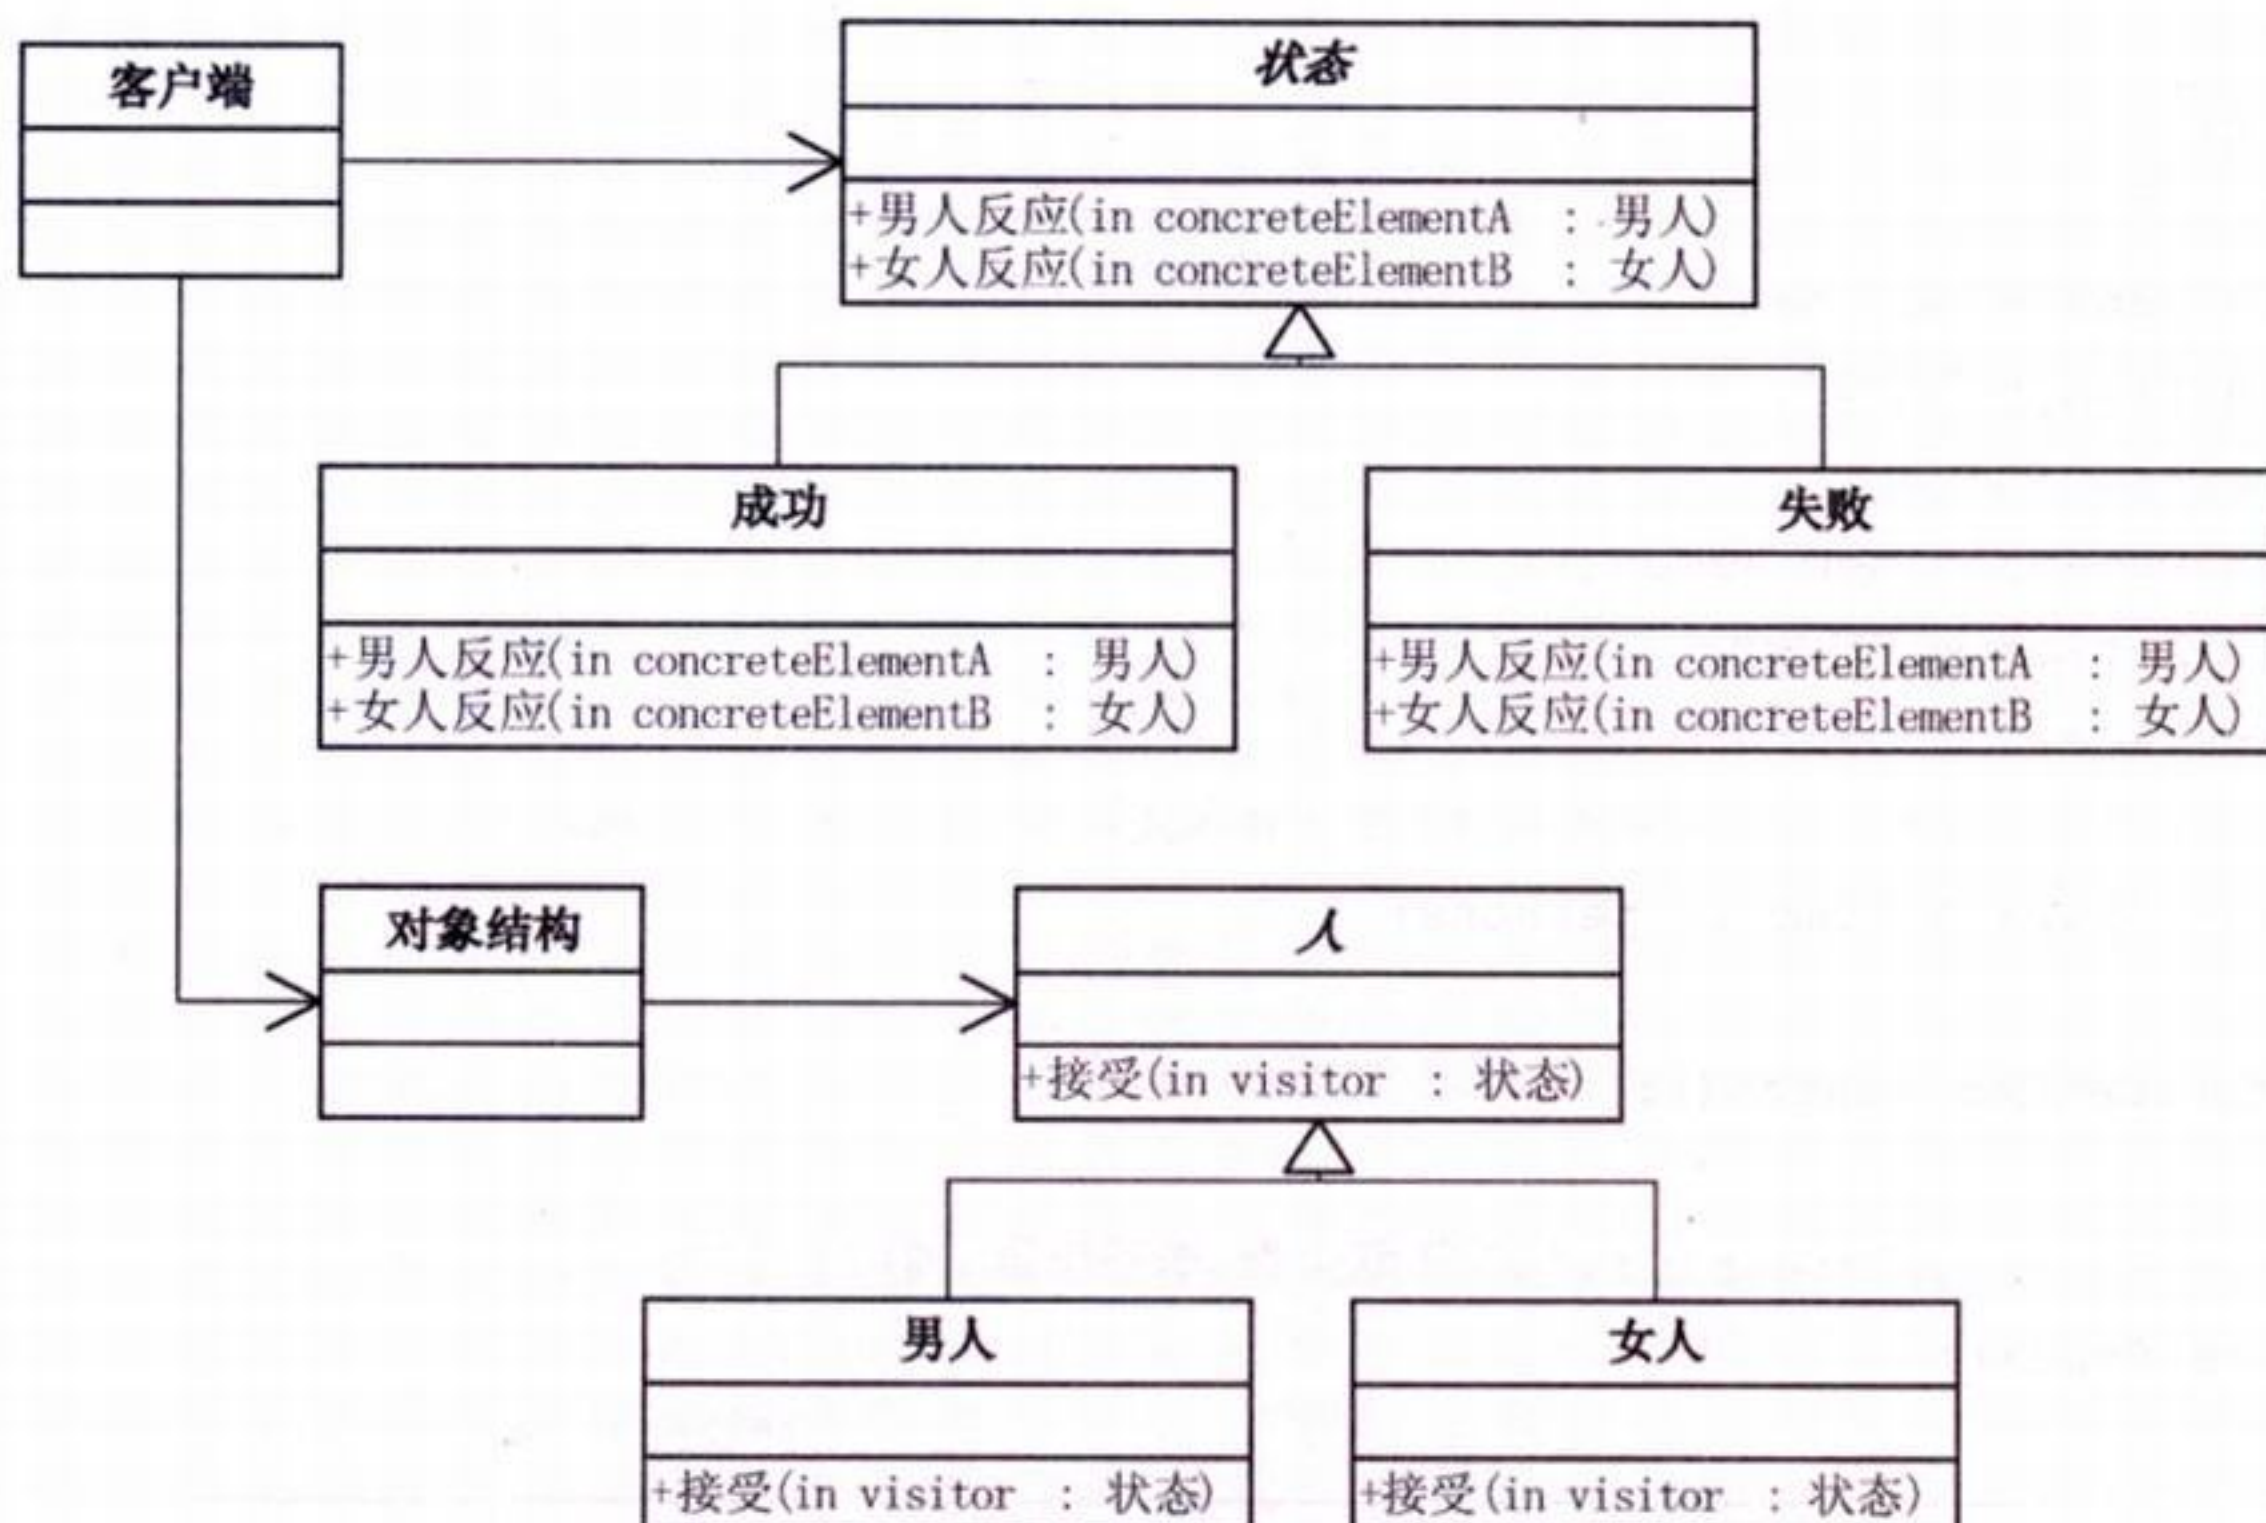 客户端
状态
+男人反应(in concreteElementA : 男人)
+女人反应(in concreteElementB : 女人)
成功
+男人反应(in concreteElementA : 男人)
+女人反应(in concreteElementB : 女人)
失败
+男人反应(in concreteElementA : 男人)
+女人反应(in concreteElementB : 女人)
对象结构
人
+接受(in visitor : 状态)
男人
+接受(in visitor : 状态)
女人
+接受(in visitor : 状态)